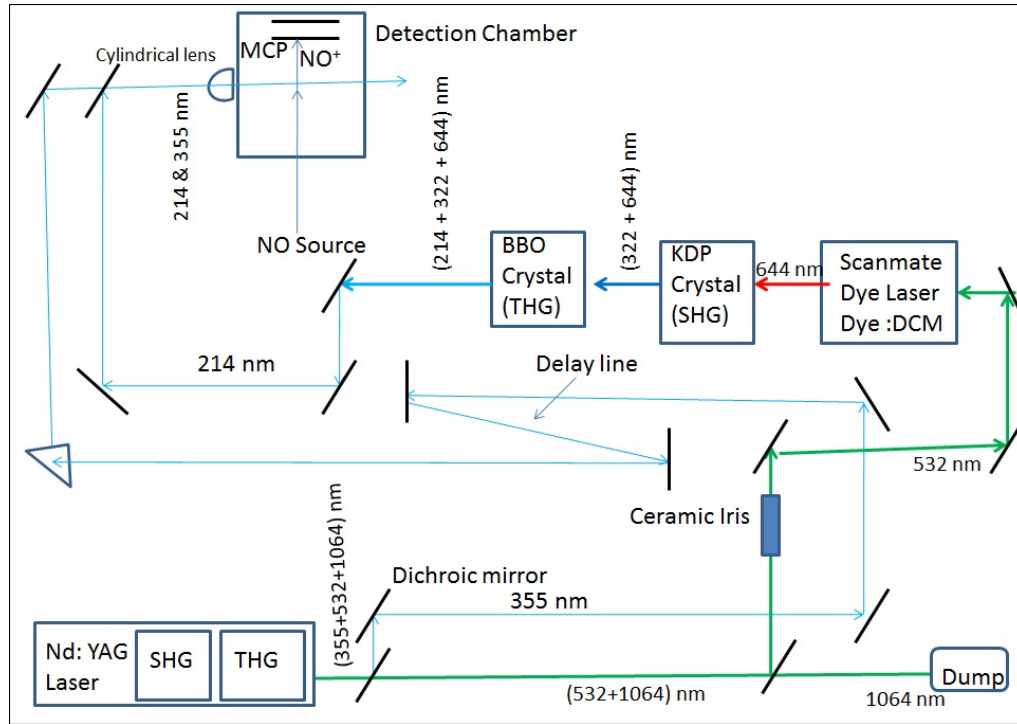 Detection Chamber
MCP
NO⁺
Cylindrical lens
214 & 355 nm
NO Source
(214 + 322 + 644) nm
(322 + 644) nm
BBO
Crystal
(THG)
KDP
Crystal
(SHG)
644 nm
Scanmate
Dye Laser
Dye :DCM
214 nm
Delay line
532 nm
Ceramic Iris
(355+532+1064) nm
Dichroic mirror
355 nm
Nd: YAG
Laser
SHG
THG
(532+1064) nm
1064 nm
Dump